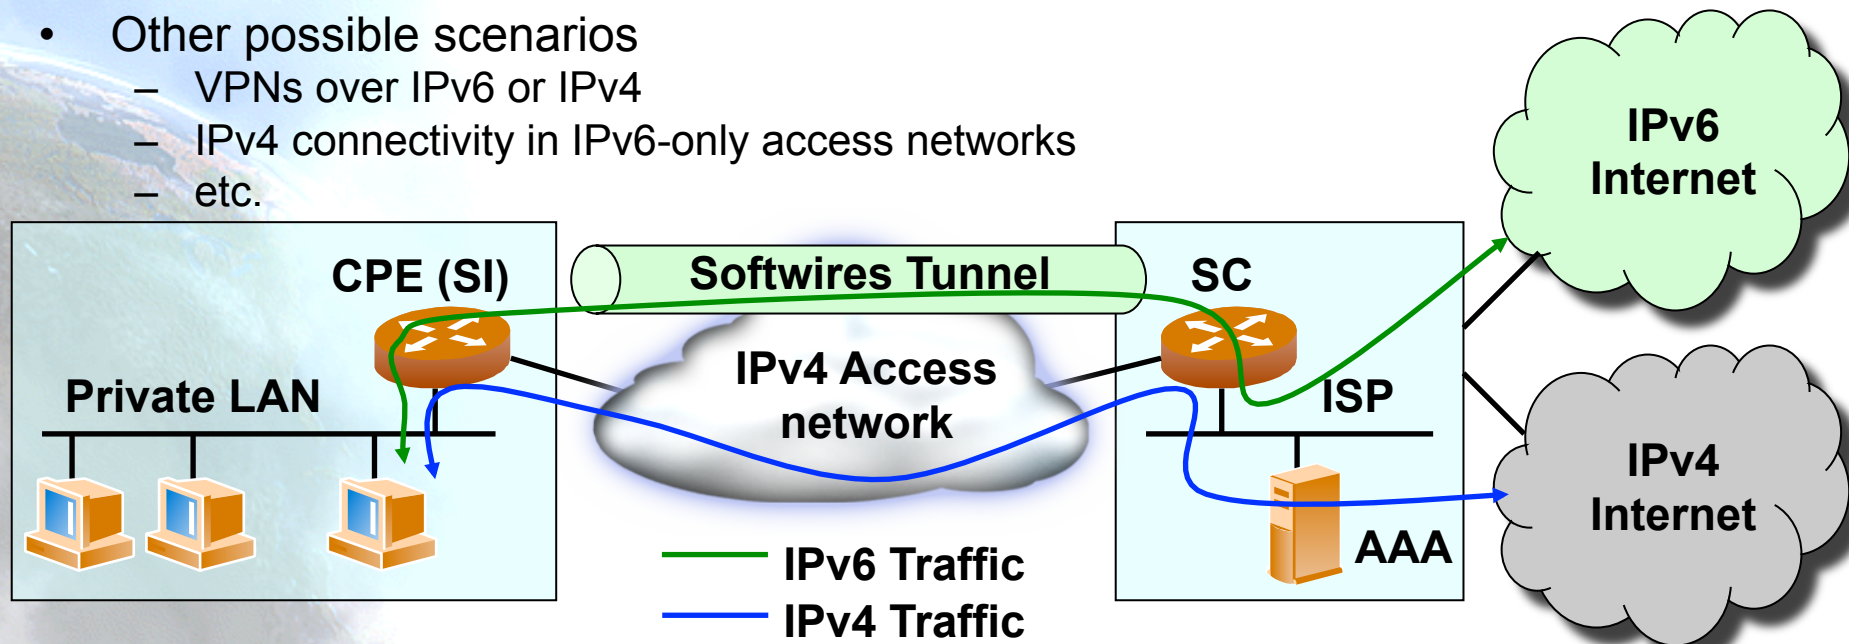 • Other possible scenarios
– VPNs over IPv6 or IPv4
– IPv4 connectivity in IPv6-only access networks
– etc.
IPv6
Internet
CPE (SI)
Softwires Tunnel
SC
Private LAN
IPv4 Access
network
ISP
AAA
IPv4
Internet
IPv6 Traffic
IPv4 Traffic